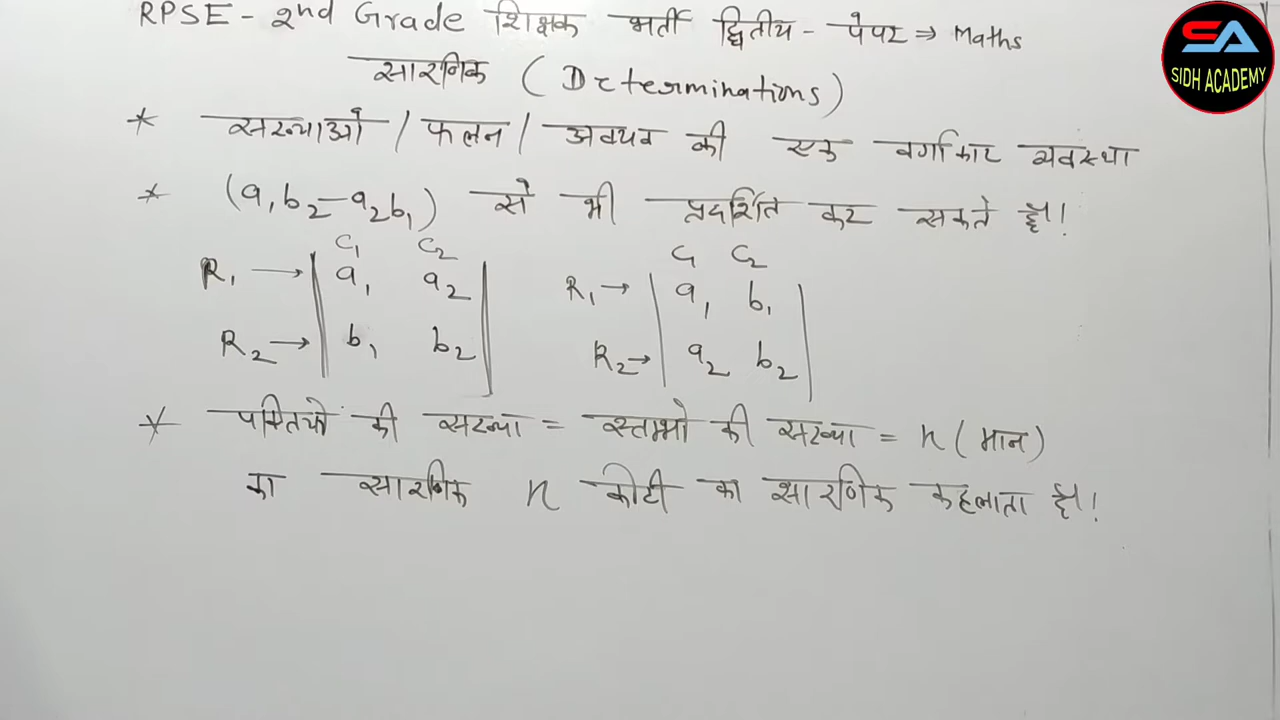 RPSE - 2nd Grade शिक्षक भर्ती द्वितीय - पेपर ⇒ Maths
SA
SIDH ACADEMY
सारणिक (Determinations)
* संख्याओं / फलन / अवयव की एक वर्गाकार व्यवस्था
* (a₁b₂-a₂b₁) से भी प्रदर्शित कर सकते है।
C₁ C₂ C₁ C₂
R₁ → | a₁ a₂ | R₁ → | a₁ b₁ |
R₂ → | b₁ b₂ | R₂ → | a₂ b₂ |
* पंक्तियो की संख्या = स्तम्भो की संख्या = n (मान)
का सारणिक n कोटी का सारणिक कहलाता है।